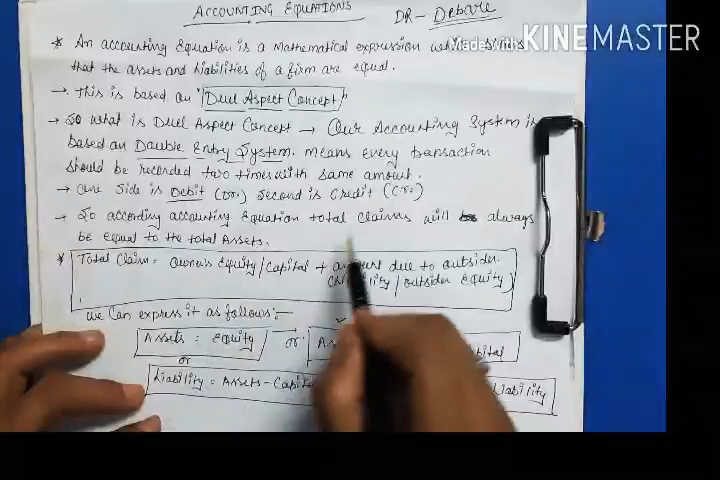 ACCOUNTING EQUATIONS
DR - Debare
Made with KINEMASTER
* An accounting Equation is a Mathematical expression which shows
that the assets and liabilities of a firm are equal.
→ This is based on "Duel Aspect Concept"
→ So what is Duel Aspect Concept → Our Accounting System is
based on Double Entry System. Means Every transaction
should be recorded two times with same amount.
→ One Side is Debit (Dr.) Second is Credit (Cr.)
→ So according accounting Equation total Claims will always
be equal to the total Assets.
* Total Claim = Owner's Equity / Capital + amount due to outsider.
/ outsider Equity)
We Can Express it as follows:-
Assets = Equity → or
or
Liability = Assets - Capital
Liability